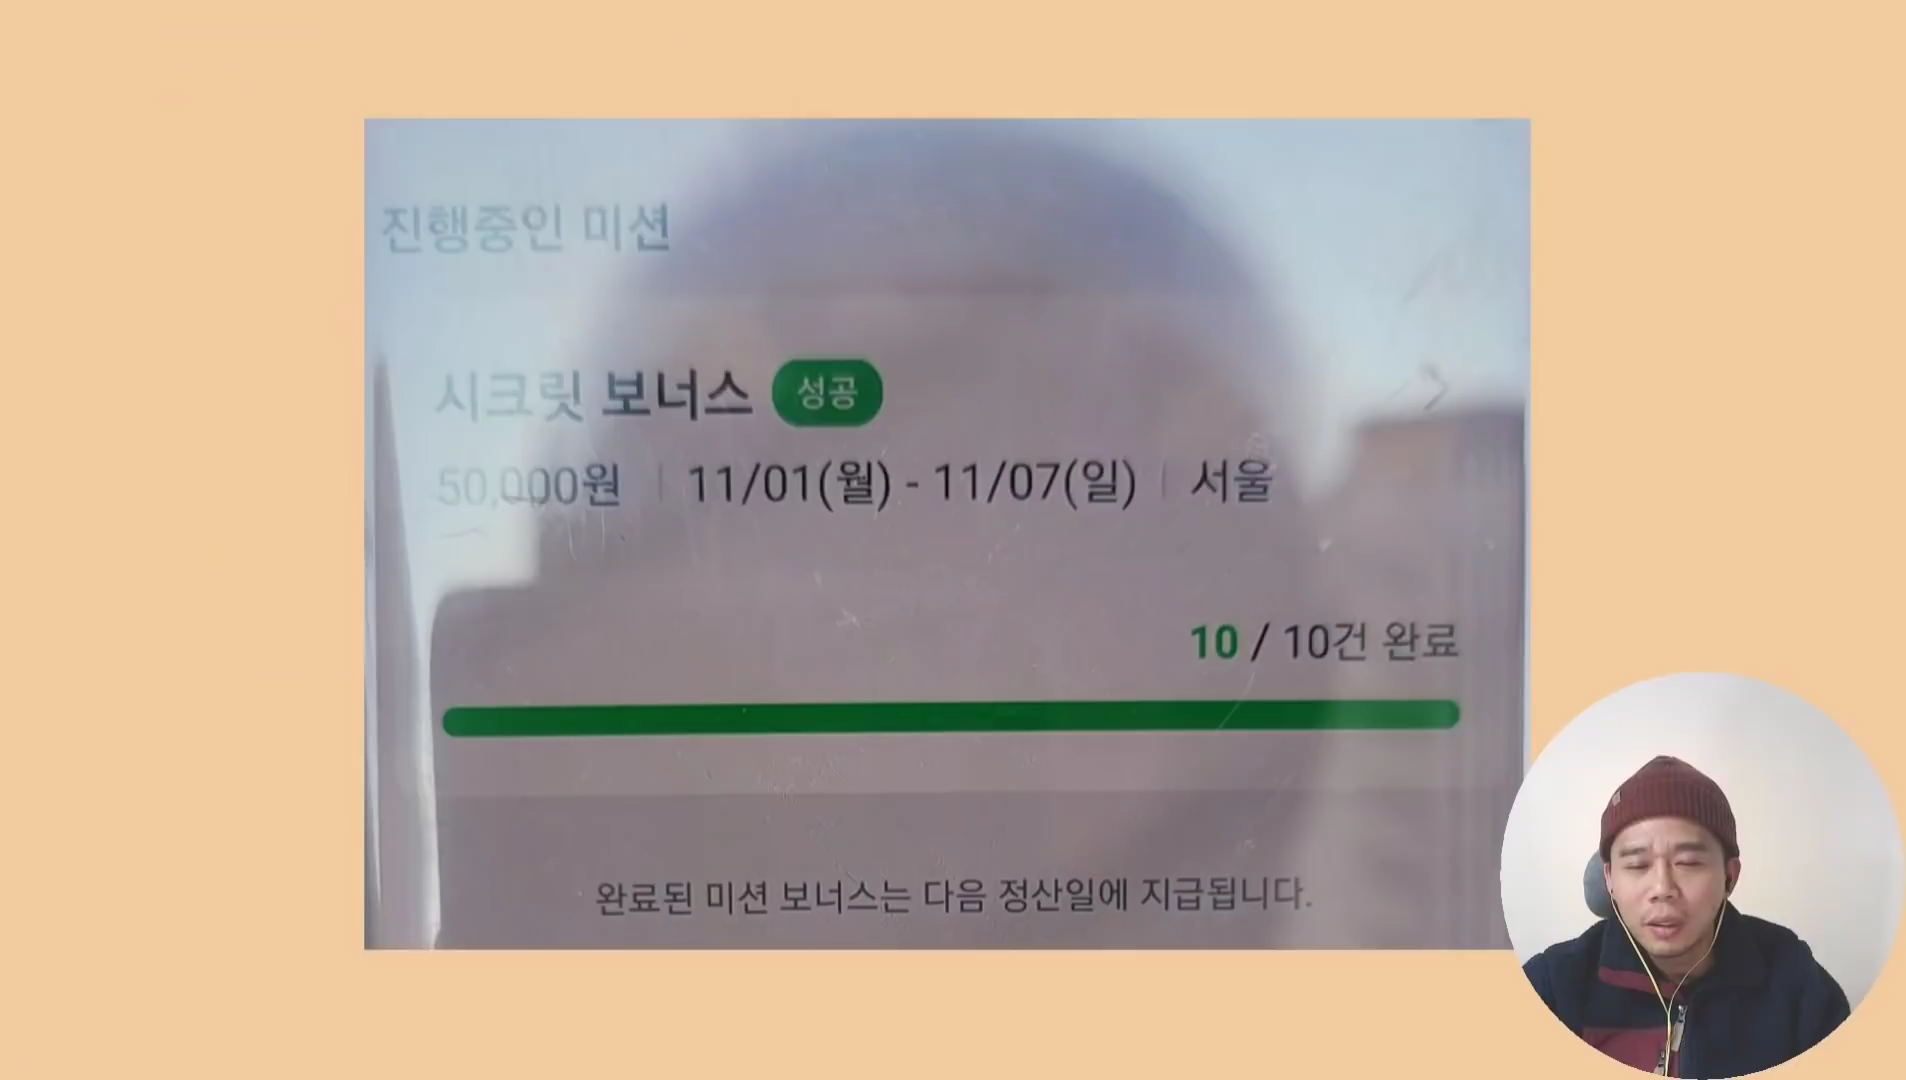 진행중인 미션
시크릿 보너스 성공
50,000원 | 11/01(월) - 11/07(일) | 서울
10 / 10건 완료
완료된 미션 보너스는 다음 정산일에 지급됩니다.